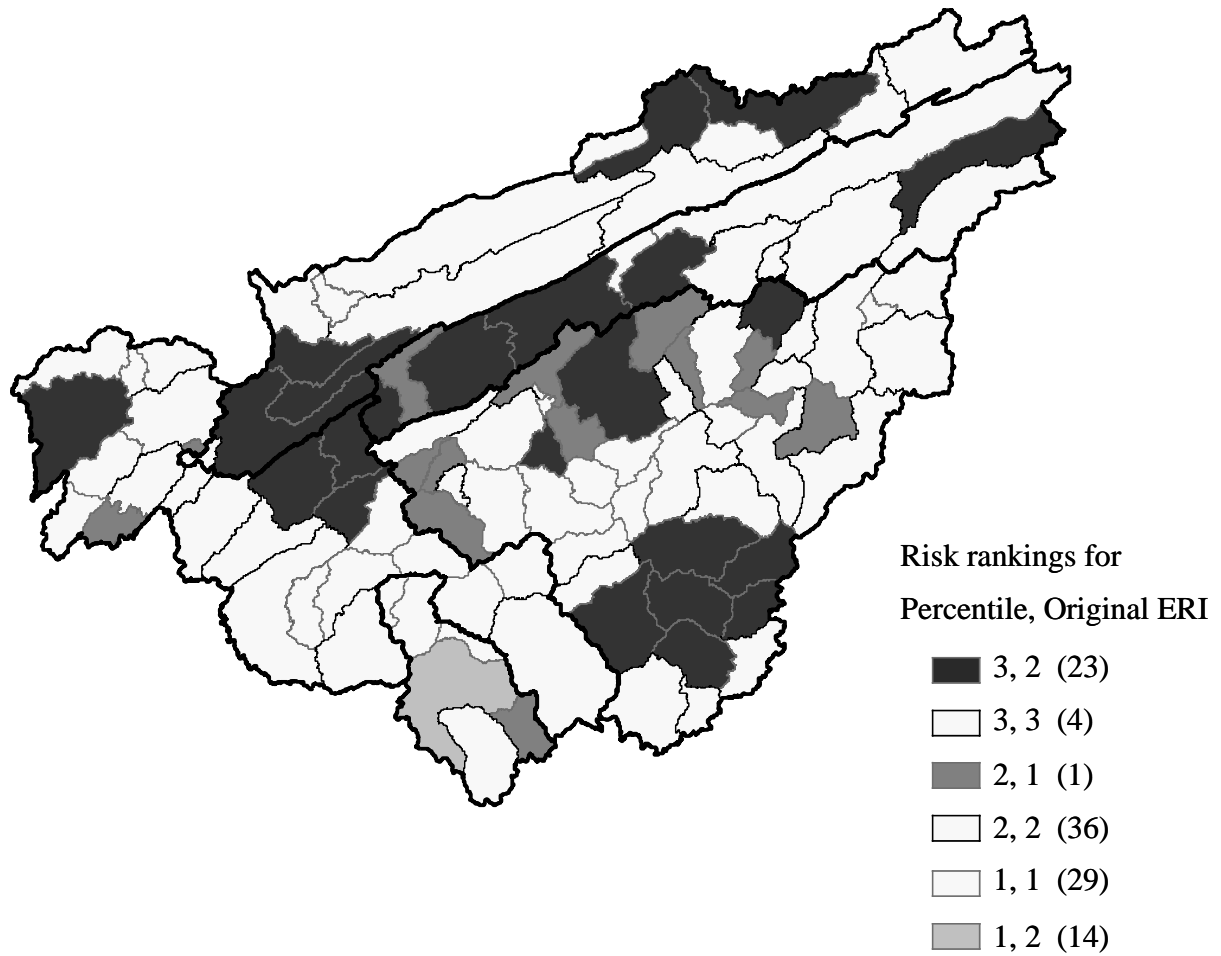 Risk rankings for
Percentile, Original ERI
3, 2 (23)
3, 3 (4)
2, 1 (1)
2, 2 (36)
1, 1 (29)
1, 2 (14)